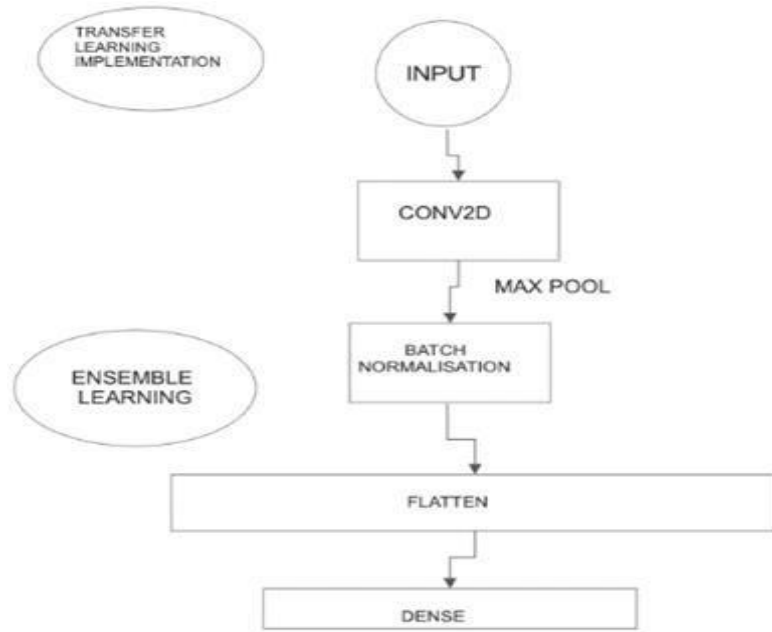 TRANSFER
LEARNING
IMPLEMENTATION
INPUT
CONV2D
MAX POOL
BATCH
NORMALISATION
ENSEMBLE
LEARNING
FLATTEN
DENSE